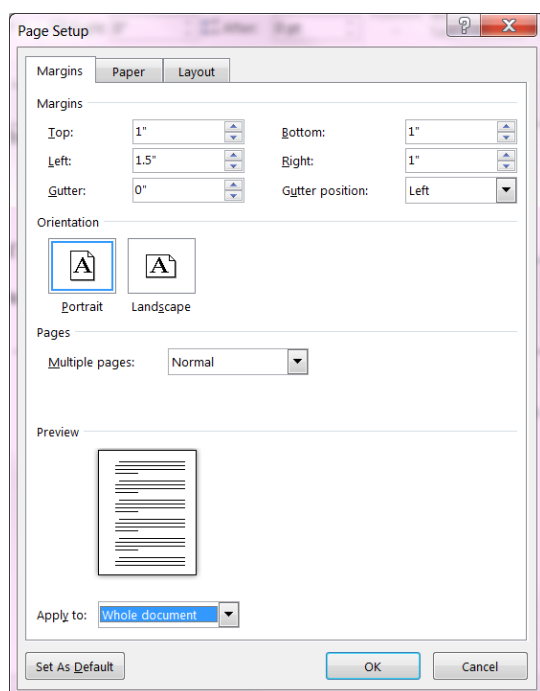 Page Setup
Margins Paper Layout
Margins
Top: 1" Bottom: 1"
Left: 1.5" Right: 1"
Gutter: 0" Gutter position: Left
Orientation
A A
Portrait Landscape
Pages
Multiple pages: Normal
Preview
Apply to: Whole document
Set As Default OK Cancel